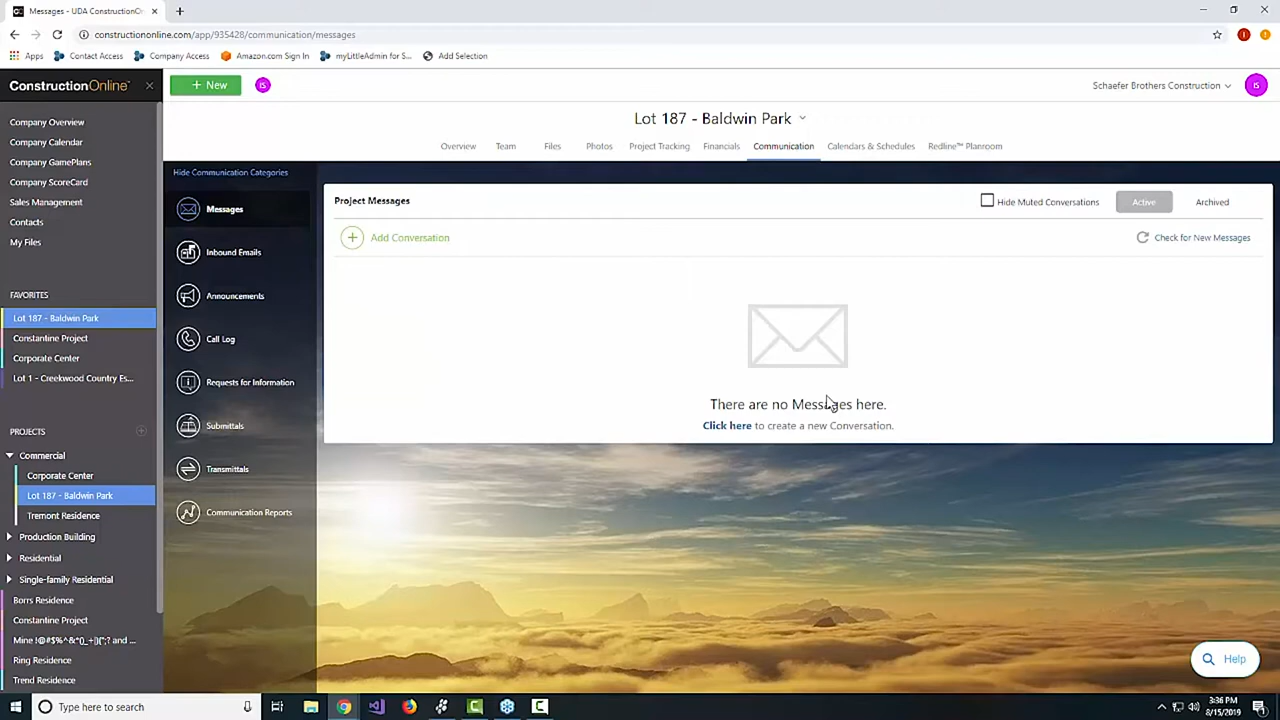 Messages - UDA ConstructionOn
constructiononline.com/app/935428/communication/messages
Apps
Contact Access
Company Access
Amazon.com Sign In
myLittleAdmin for S...
Add Selection
ConstructionOnline™
+ New
IS
Schaefer Brothers Construction
IS
Lot 187 - Baldwin Park
Overview
Team
Files
Photos
Project Tracking
Financials
Communication
Calendars & Schedules
Redline™ Planroom
Company Overview
Company Calendar
Company GamePlans
Company ScoreCard
Sales Management
Contacts
My Files
FAVORITES
Lot 187 - Baldwin Park
Constantine Project
Corporate Center
Lot 1 - Creekwood Country Es...
PROJECTS
Commercial
Corporate Center
Lot 187 - Baldwin Park
Tremont Residence
Production Building
Residential
Single-family Residential
Borrs Residence
Constantine Project
Mine !@#$%^&*()_+|}{":? and ...
Ring Residence
Trend Residence
Hide Communication Categories
Messages
Inbound Emails
Announcements
Call Log
Requests for Information
Submittals
Transmittals
Communication Reports
Project Messages
Hide Muted Conversations
Active
Archived
Add Conversation
Check for New Messages
There are no Messages here.
Click here to create a new Conversation.
Help
Type here to search
3:36 PM
8/15/2019